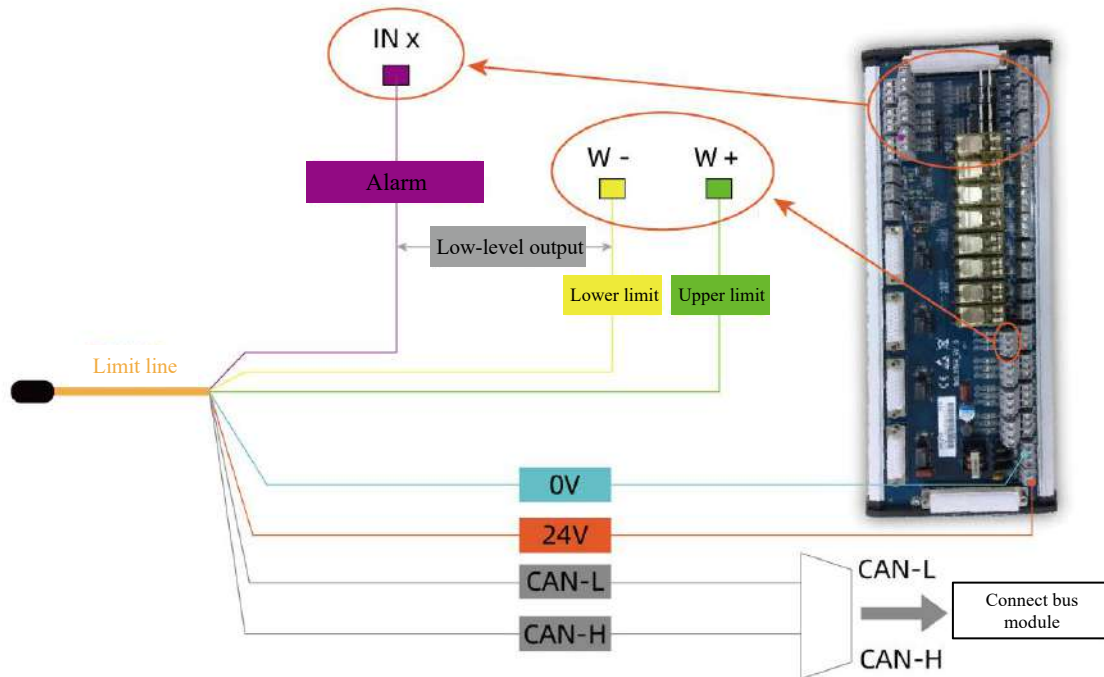 IN x
W -
W +
Alarm
Low-level output
Lower limit
Upper limit
Limit line
0V
24V
CAN-L
CAN-L
CAN-H
CAN-H
Connect bus
module